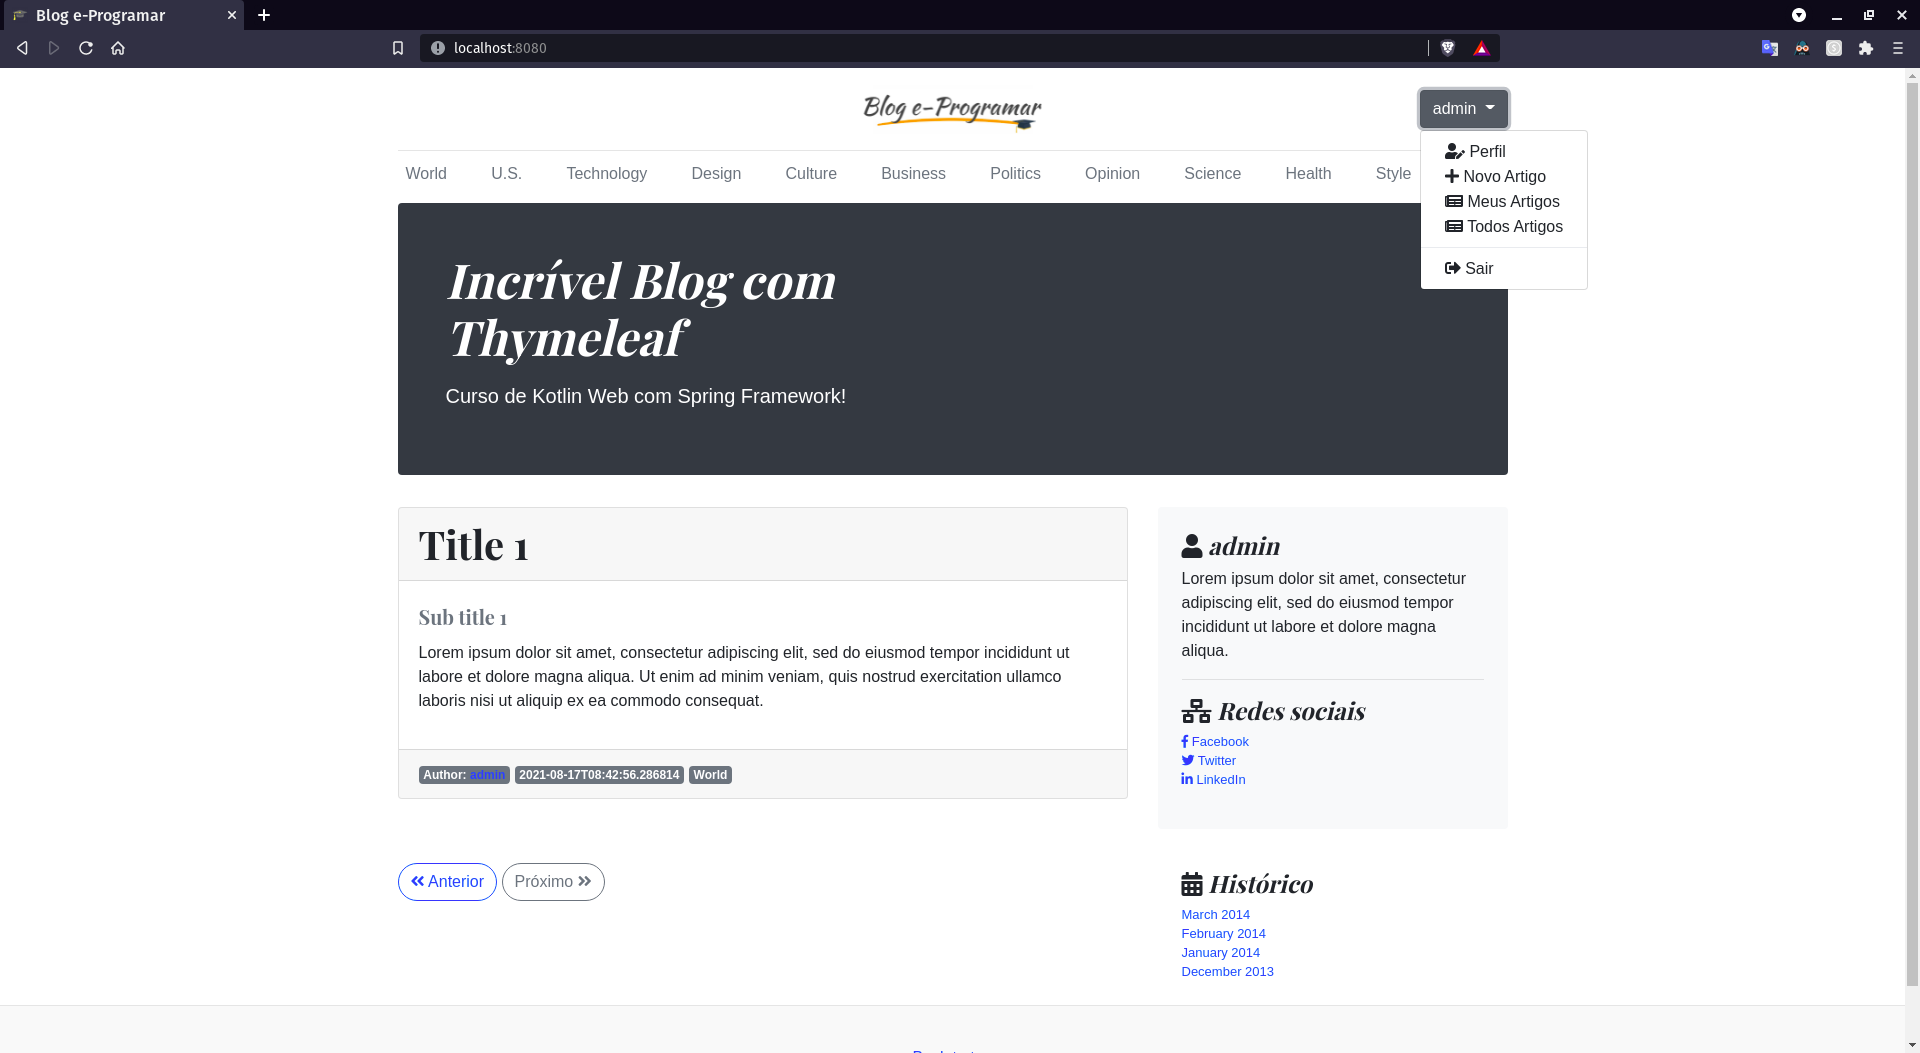 Blog e-Programar
localhost:8080
Blog e-Programar
admin
Perfil
Novo Artigo
Meus Artigos
Todos Artigos
Sair
World U.S. Technology Design Culture Business Politics Opinion Science Health Style
Incrível Blog com
Thymeleaf
Curso de Kotlin Web com Spring Framework!
Title 1
Sub title 1
Lorem ipsum dolor sit amet, consectetur adipiscing elit, sed do eiusmod tempor incididunt ut
labore et dolore magna aliqua. Ut enim ad minim veniam, quis nostrud exercitation ullamco
laboris nisi ut aliquip ex ea commodo consequat.
Author: admin 2021-08-17T08:42:56.286814 World
Anterior Próximo
admin
Lorem ipsum dolor sit amet, consectetur
adipiscing elit, sed do eiusmod tempor
incididunt ut labore et dolore magna
aliqua.
Redes sociais
Facebook
Twitter
LinkedIn
Histórico
March 2014
February 2014
January 2014
December 2013